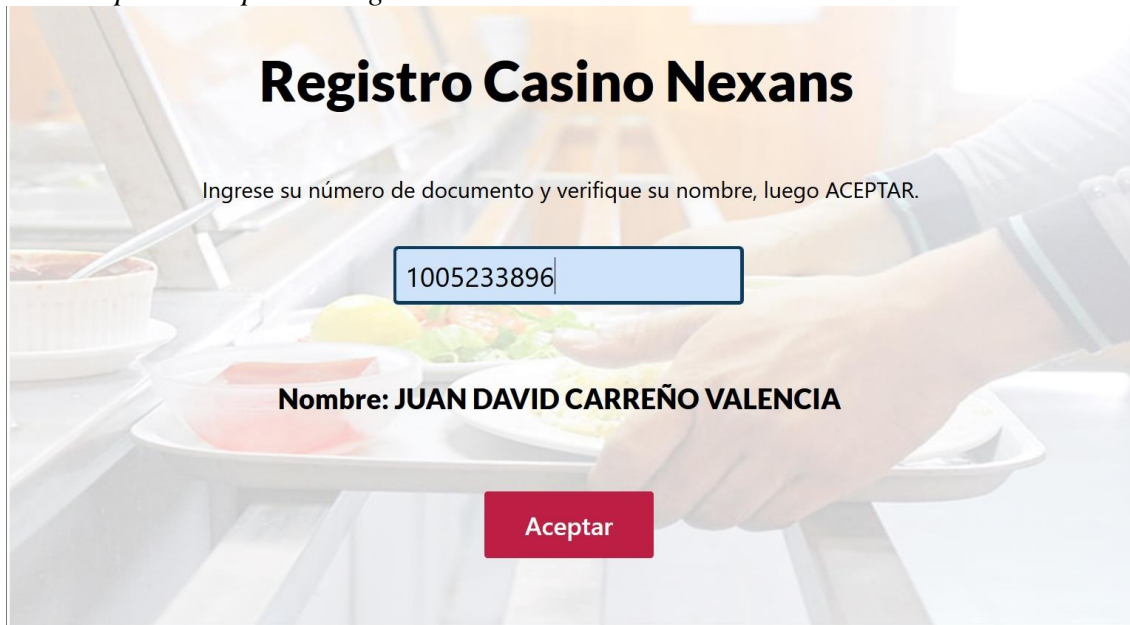 Registro Casino Nexans
Ingrese su número de documento y verifique su nombre, luego ACEPTAR.
1005233896
Nombre: JUAN DAVID CARREÑO VALENCIA
Aceptar